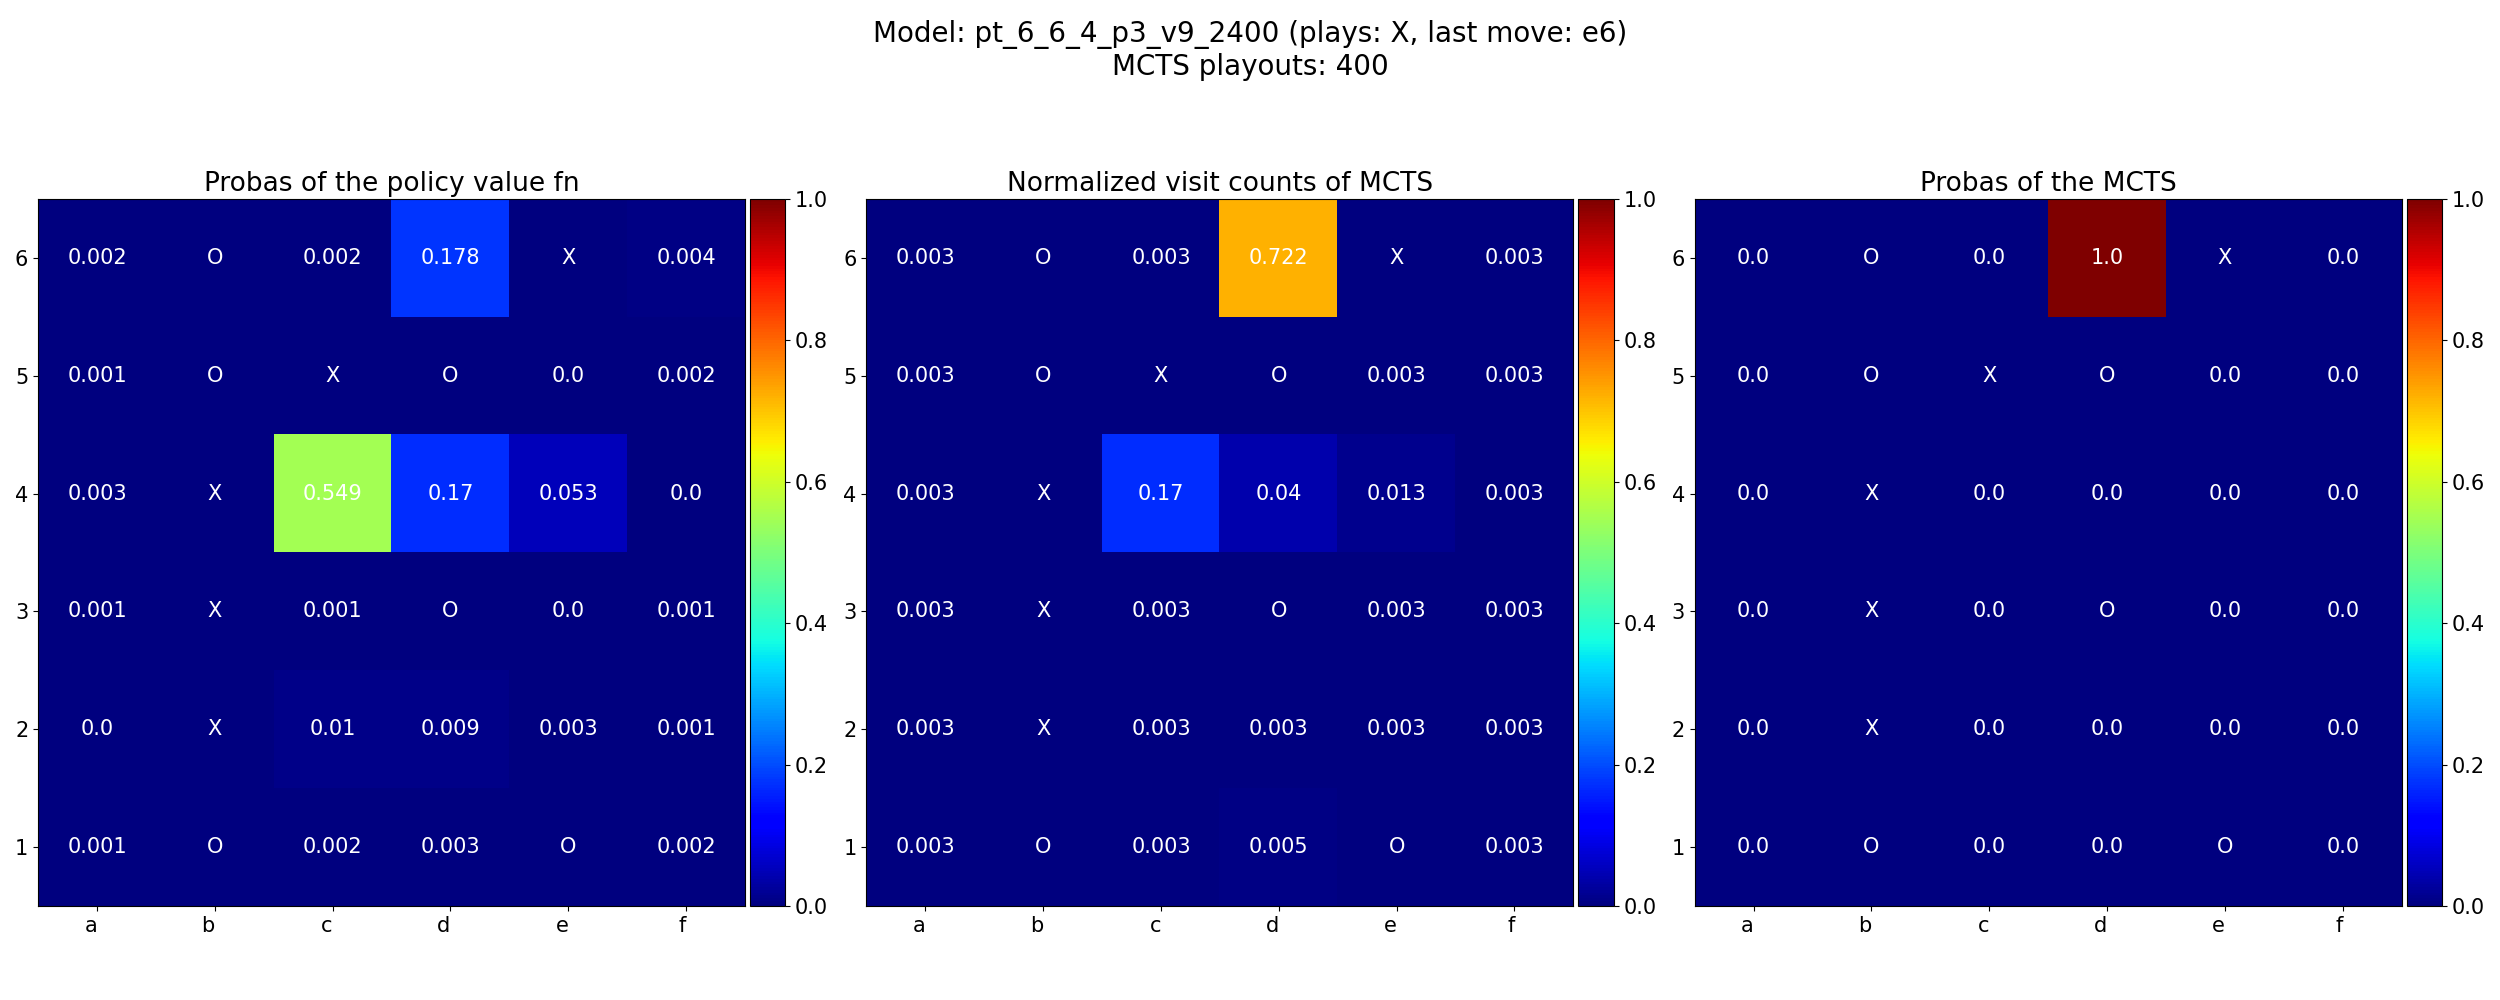 Model: pt_6_6_4_p3_v9_2400 (plays: X, last move: e6)
MCTS playouts: 400
Probas of the policy value fn
6 0.002 O 0.002 0.178 X 0.004
5 0.001 O X O 0.0 0.002
4 0.003 X 0.549 0.17 0.053 0.0
3 0.001 X 0.001 O 0.0 0.001
2 0.0 X 0.01 0.009 0.003 0.001
1 0.001 O 0.002 0.003 O 0.002
a b c d e f
1.0
0.8
0.6
0.4
0.2
0.0
Normalized visit counts of MCTS
6 0.003 O 0.003 0.722 X 0.003
5 0.003 O X O 0.003 0.003
4 0.003 X 0.17 0.04 0.013 0.003
3 0.003 X 0.003 O 0.003 0.003
2 0.003 X 0.003 0.003 0.003 0.003
1 0.003 O 0.003 0.005 O 0.003
a b c d e f
1.0
0.8
0.6
0.4
0.2
0.0
Probas of the MCTS
6 0.0 O 0.0 1.0 X 0.0
5 0.0 O X O 0.0 0.0
4 0.0 X 0.0 0.0 0.0 0.0
3 0.0 X 0.0 O 0.0 0.0
2 0.0 X 0.0 0.0 0.0 0.0
1 0.0 O 0.0 0.0 O 0.0
a b c d e f
1.0
0.8
0.6
0.4
0.2
0.0